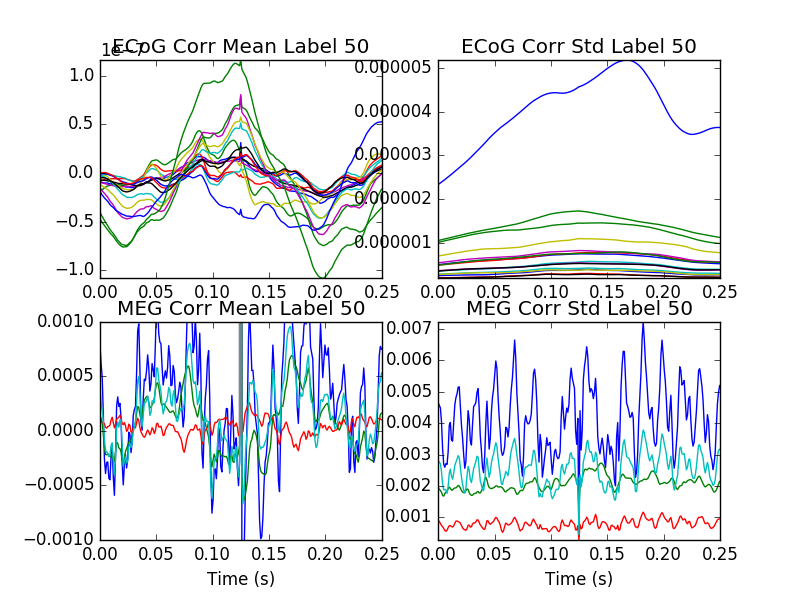 ECoG Corr Mean Label 50
1e−7
1.0
0.5
0.0
−0.5
−1.0
0.00 0.05 0.10 0.15 0.20 0.25
ECoG Corr Std Label 50
0.000005
0.000004
0.000003
0.000002
0.000001
0.00 0.05 0.10 0.15 0.20 0.25
MEG Corr Mean Label 50
0.0010
0.0005
0.0000
−0.0005
−0.0010
0.00 0.05 0.10 0.15 0.20 0.25
Time (s)
MEG Corr Std Label 50
0.007
0.006
0.005
0.004
0.003
0.002
0.001
0.00 0.05 0.10 0.15 0.20 0.25
Time (s)